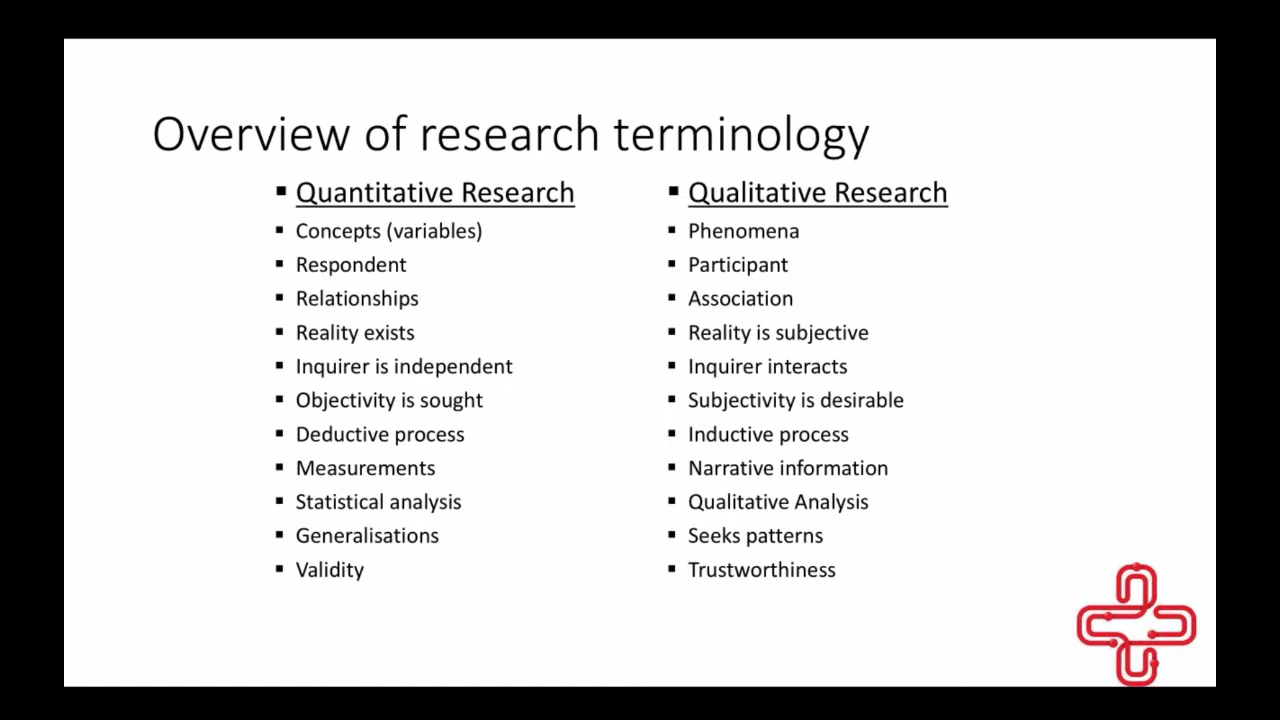 Overview of research terminology
▪ Quantitative Research
▪ Concepts (variables)
▪ Respondent
▪ Relationships
▪ Reality exists
▪ Inquirer is independent
▪ Objectivity is sought
▪ Deductive process
▪ Measurements
▪ Statistical analysis
▪ Generalisations
▪ Validity
▪ Qualitative Research
▪ Phenomena
▪ Participant
▪ Association
▪ Reality is subjective
▪ Inquirer interacts
▪ Subjectivity is desirable
▪ Inductive process
▪ Narrative information
▪ Qualitative Analysis
▪ Seeks patterns
▪ Trustworthiness